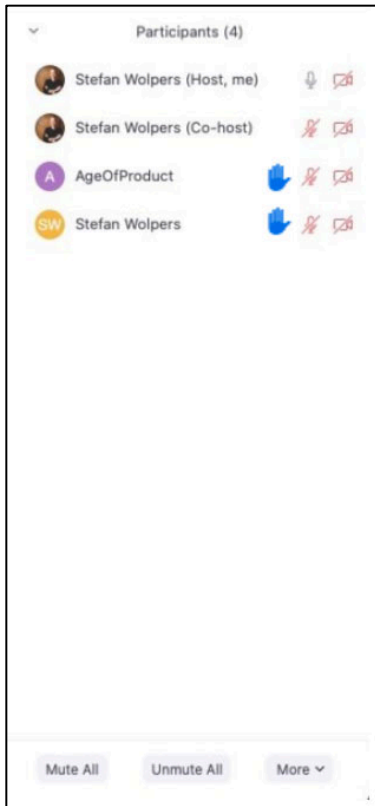 Participants (4)
Stefan Wolpers (Host, me)
Stefan Wolpers (Co-host)
A AgeOfProduct
SW Stefan Wolpers
Mute All Unmute All More